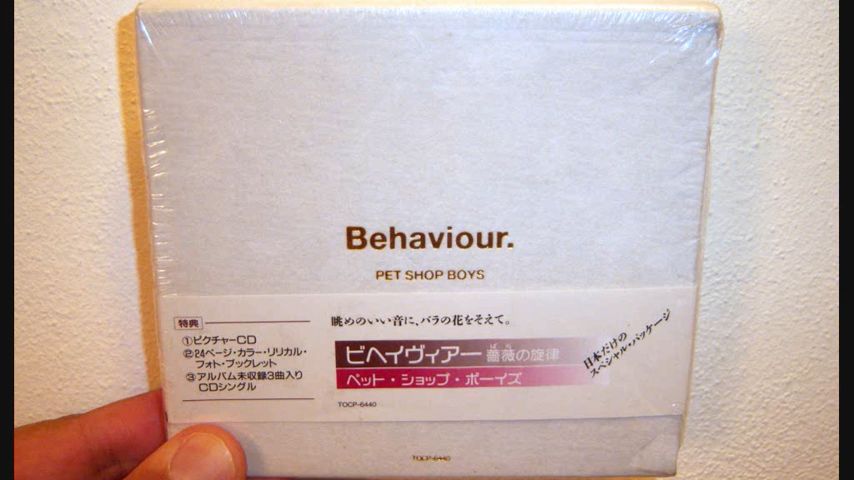 Behaviour.
PET SHOP BOYS
特典
①ピクチャーCD
②24ページ・カラー・リリカル・
フォト・ブックレット
③アルバム未収録3曲入り
CDシングル
眺めのいい音に、バラの花をそえて。
ビヘイヴィアー 薔薇の旋律
ばら
ペット・ショップ・ボーイズ
日本だけの
スペシャル・パッケージ
TOCP-6440
TOCP-6440